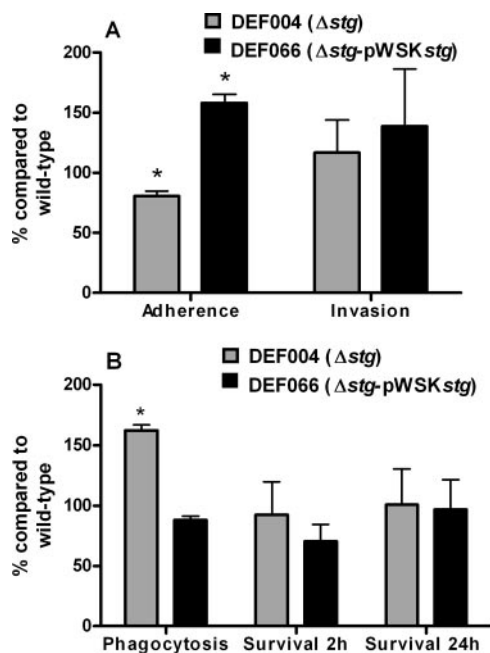 A
DEF004 (Δstg)
DEF066 (Δstg-pWSKstg)
% compared to
wild-type
200
150
100
50
0
*
*
Adherence Invasion
B
DEF004 (Δstg)
DEF066 (Δstg-pWSKstg)
% compared to
wild-type
200
150
100
50
0
*
Phagocytosis Survival 2h Survival 24h